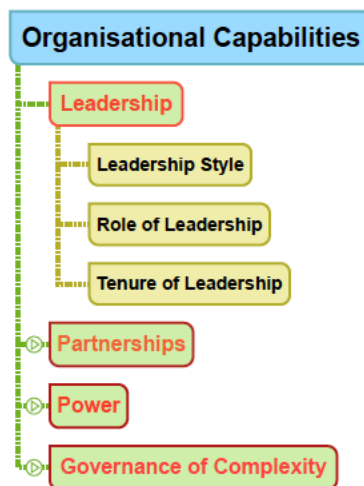 Organisational Capabilities
Leadership
Leadership Style
Role of Leadership
Tenure of Leadership
Partnerships
Power
Governance of Complexity